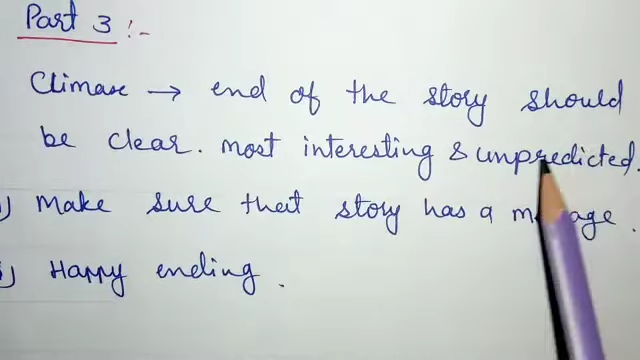 Part 3 :-
Climax → end of the story should
be clear. most interesting & unpredicted.
) Make sure that story has a .
) Happy ending .